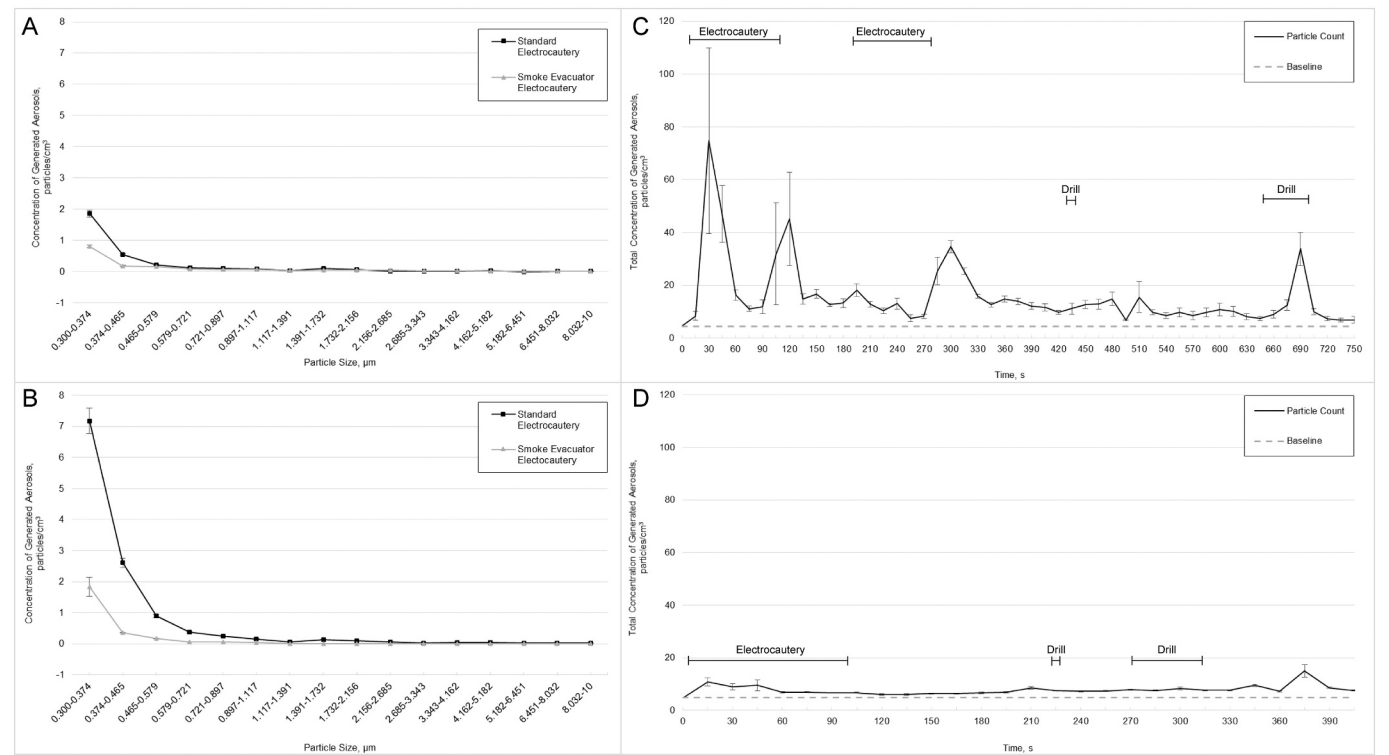 A
Concentration of Generated Aerosols,
particles/cm³
8
7
6
5
4
3
2
1
0
-1
Standard
Electrocautery
Smoke Evacuator
Electocautery
0.300-0.374
0.374-0.465
0.465-0.579
0.579-0.721
0.721-0.897
0.897-1.117
1.117-1.391
1.391-1.732
1.732-2.156
2.156-2.685
2.685-3.343
3.343-4.162
4.162-5.182
5.182-6.451
6.451-8.032
8.032-10
Particle Size, µm
B
Concentration of Generated Aerosols,
particles/cm³
8
7
6
5
4
3
2
1
0
-1
Standard
Electrocautery
Smoke Evacuator
Electocautery
0.300-0.374
0.374-0.465
0.465-0.579
0.579-0.721
0.721-0.897
0.897-1.117
1.117-1.391
1.391-1.732
1.732-2.156
2.156-2.685
2.685-3.343
3.343-4.162
4.162-5.182
5.182-6.451
6.451-8.032
8.032-10
Particle Size, µm
C
Total Concentration of Generated Aerosols,
particles/cm³
120
100
80
60
40
20
0
Electrocautery
Electrocautery
Drill
Drill
Particle Count
Baseline
0 30 60 90 120 150 180 210 240 270 300 330 360 390 420 450 480 510 540 570 600 630 660 690 720 750
Time, s
D
Total Concentration of Generated Aerosols,
particles/cm³
120
100
80
60
40
20
0
Electrocautery
Drill
Drill
Particle Count
Baseline
0 30 60 90 120 150 180 210 240 270 300 330 360 390
Time, s